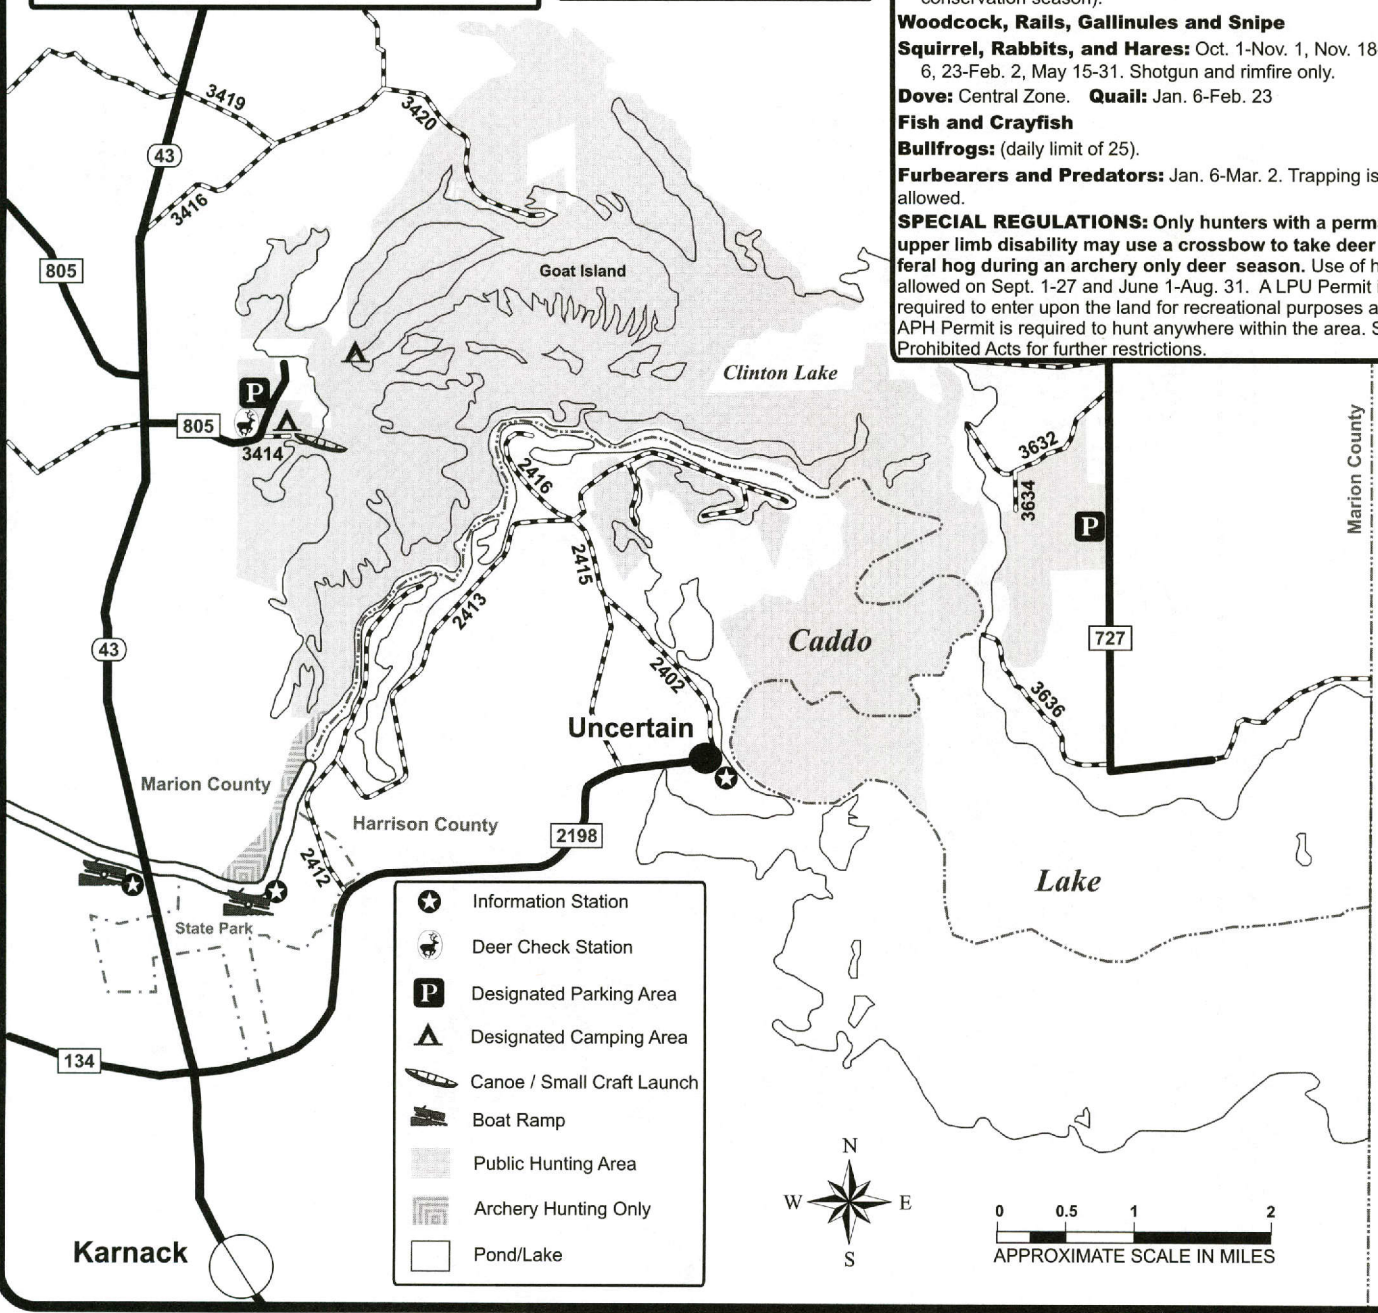 conservation season).
Woodcock, Rails, Gallinules and Snipe
Squirrel, Rabbits, and Hares: Oct. 1-Nov. 1, Nov. 18
6, 23-Feb. 2, May 15-31. Shotgun and rimfire only.
Dove: Central Zone. Quail: Jan. 6-Feb. 23
Fish and Crayfish
Bullfrogs: (daily limit of 25).
Furbearers and Predators: Jan. 6-Mar. 2. Trapping is
allowed.
SPECIAL REGULATIONS: Only hunters with a perm
upper limb disability may use a crossbow to take deer
feral hog during an archery only deer season. Use of h
allowed on Sept. 1-27 and June 1-Aug. 31. A LPU Permit i
required to enter upon the land for recreational purposes a
APH Permit is required to hunt anywhere within the area. S
Prohibited Acts for further restrictions.
3419
3420
43
3416
805
Goat Island
Clinton Lake
P
805
3414
2416
3632
3634
Marion County
P
2415
2413
43
Caddo
727
2402
3636
Uncertain
Marion County
Harrison County
2198
2412
Lake
State Park
134
Karnack
Information Station
Deer Check Station
P Designated Parking Area
Designated Camping Area
Canoe / Small Craft Launch
Boat Ramp
Public Hunting Area
Archery Hunting Only
Pond/Lake
N
W E
S
0 0.5 1 2
APPROXIMATE SCALE IN MILES